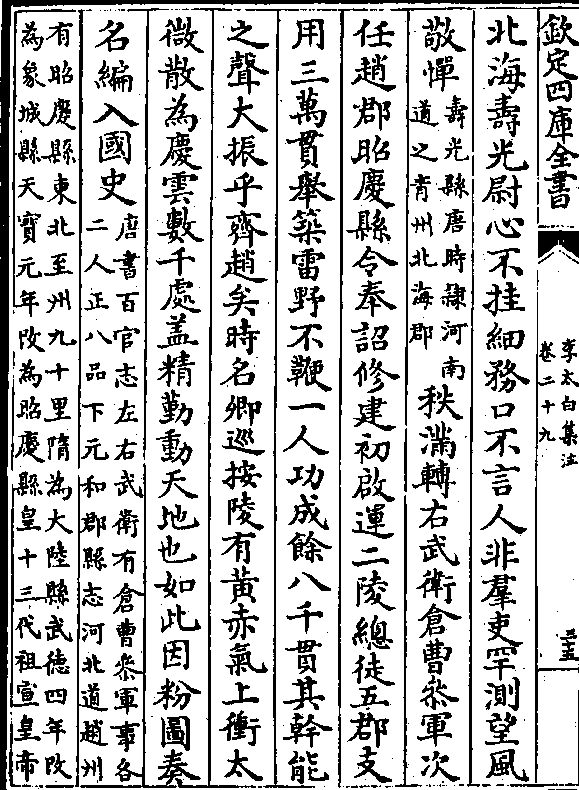 欽定四庫全書
李太白集注
卷二十九
三五
北海壽光尉心不挂細務口不言人非羣吏罕測望風
敬憚壽光縣唐時隸河南道之青州北海郡秩滿轉右武衛倉曹叅軍次
任趙郡昭慶縣令奉詔修建初啟運二陵總徒五郡支
用三萬貫舉築雷野不鞭一人功成餘八千貫其幹能
之聲大振乎齊趙矣時名卿巡按陵有黃赤氣上衝太
微散為慶雲數千處盖精勤動天地也如此因粉圖奏
名編入國史唐書百官志左右武衛有倉曹叅軍事各二人正八品下元和郡縣志河北道趙州
有昭慶縣東北至州九十里隋為大陸縣武德四年改
為象城縣天寶元年改為昭慶縣皇十三代祖宣皇帝